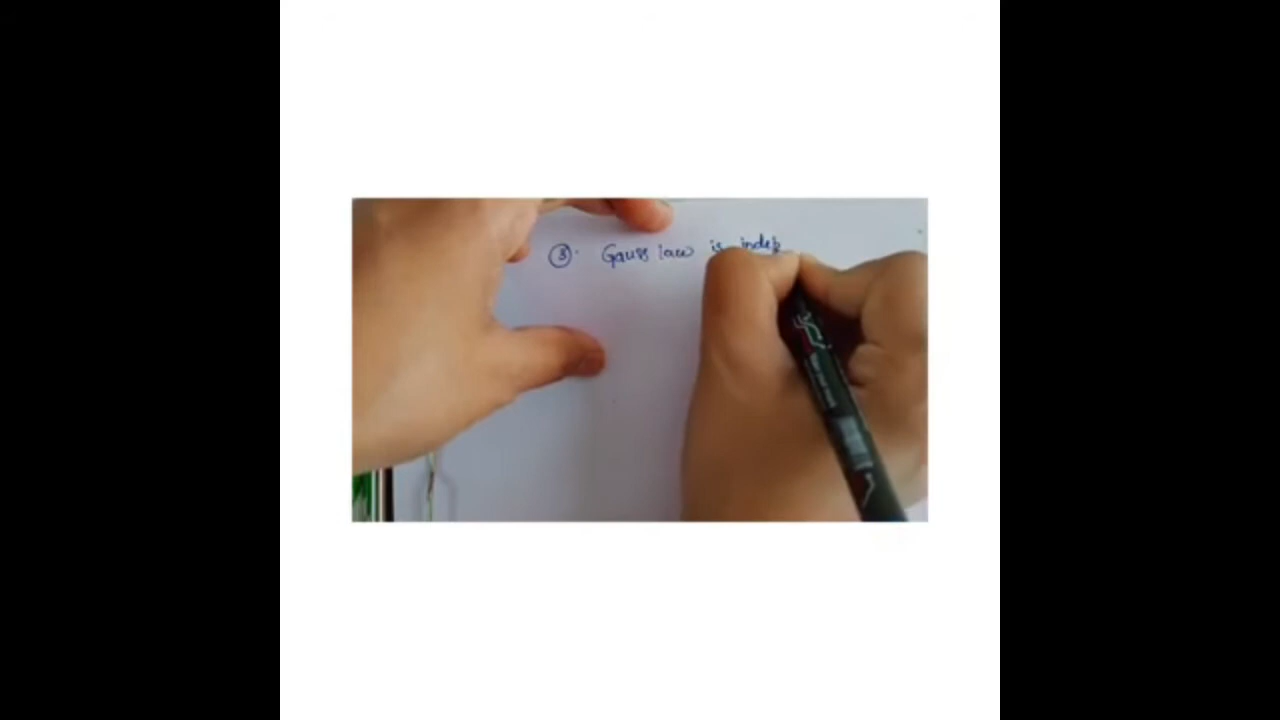 ③. Gauss law is indep